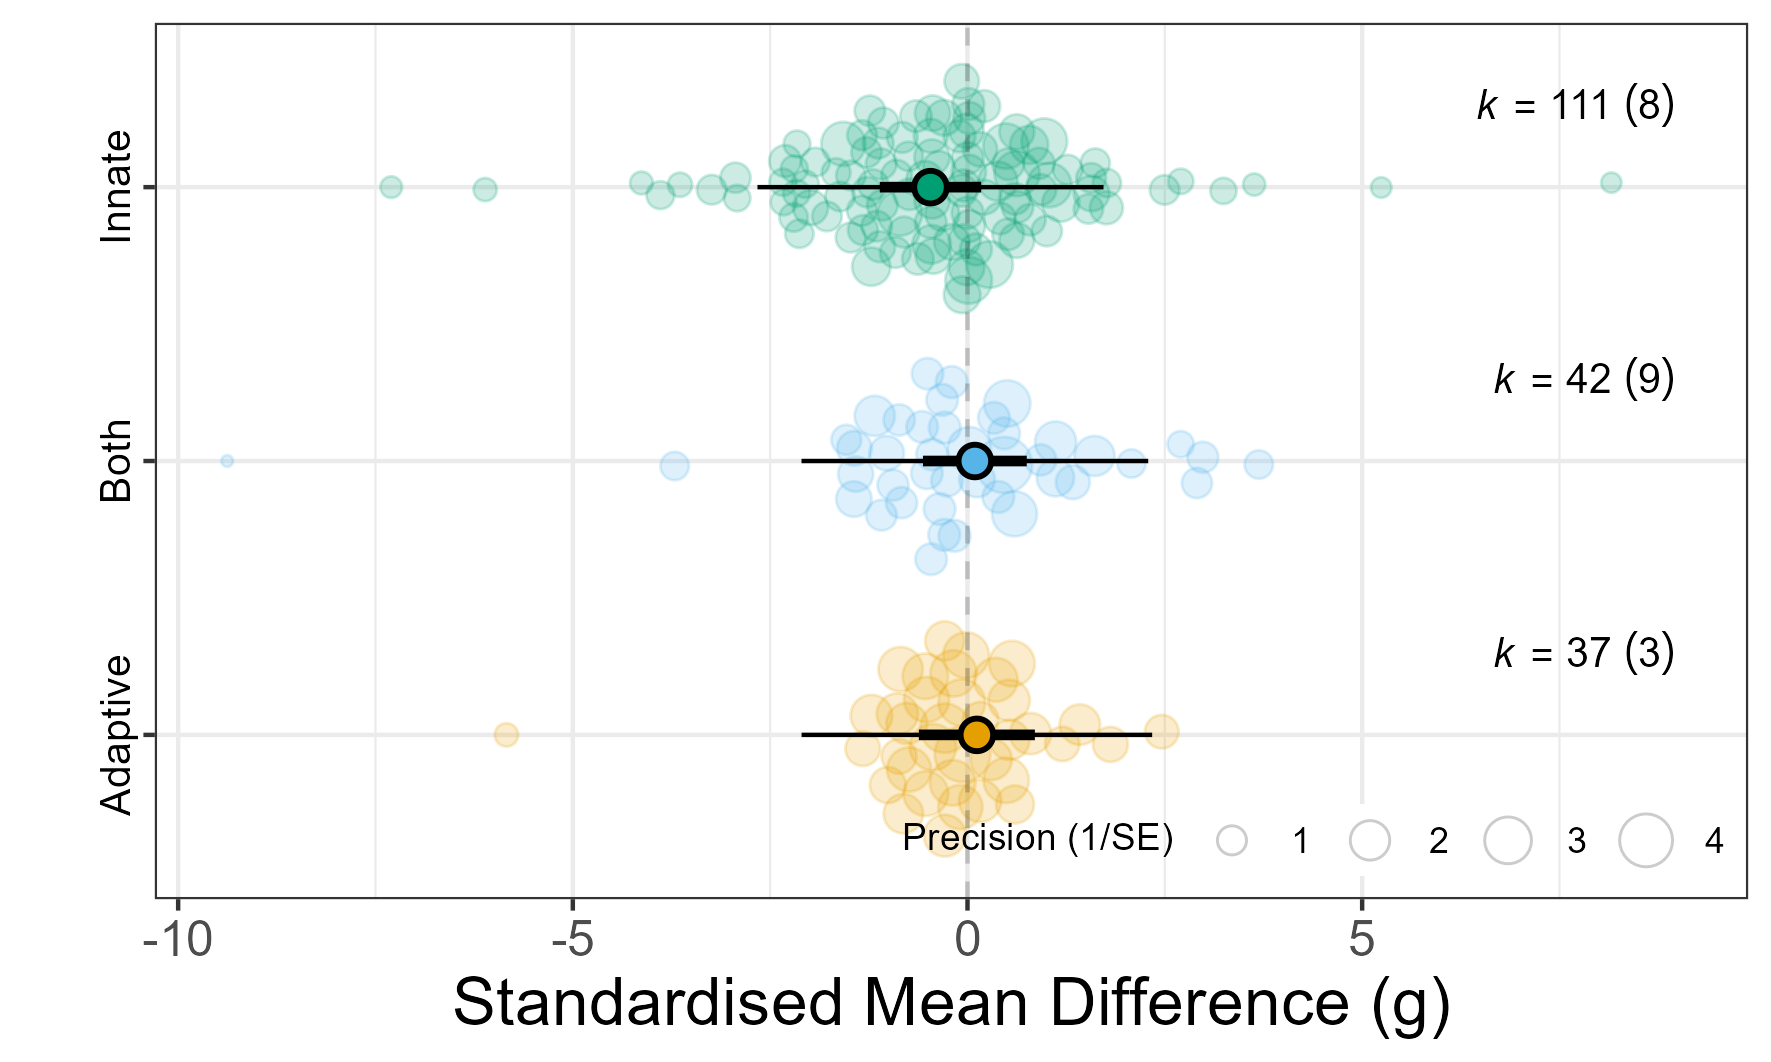 Innate
k = 111 (8)
Both
k = 42 (9)
Adaptive
k = 37 (3)
Precision (1/SE) 1 2 3 4
-10 -5 0 5
Standardised Mean Difference (g)